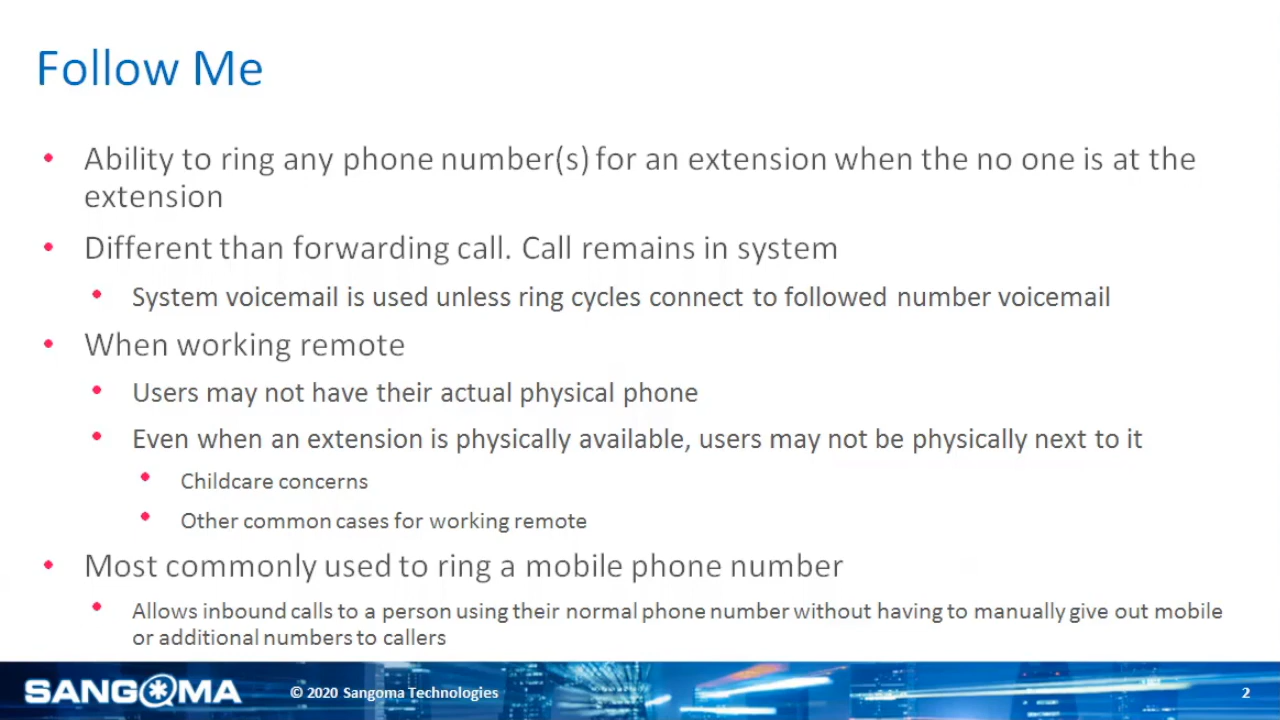 Follow Me
• Ability to ring any phone number(s) for an extension when the no one is at the
extension
• Different than forwarding call. Call remains in system
• System voicemail is used unless ring cycles connect to followed number voicemail
• When working remote
• Users may not have their actual physical phone
• Even when an extension is physically available, users may not be physically next to it
• Childcare concerns
• Other common cases for working remote
• Most commonly used to ring a mobile phone number
• Allows inbound calls to a person using their normal phone number without having to manually give out mobile
or additional numbers to callers
SANGOMA © 2020 Sangoma Technologies 2